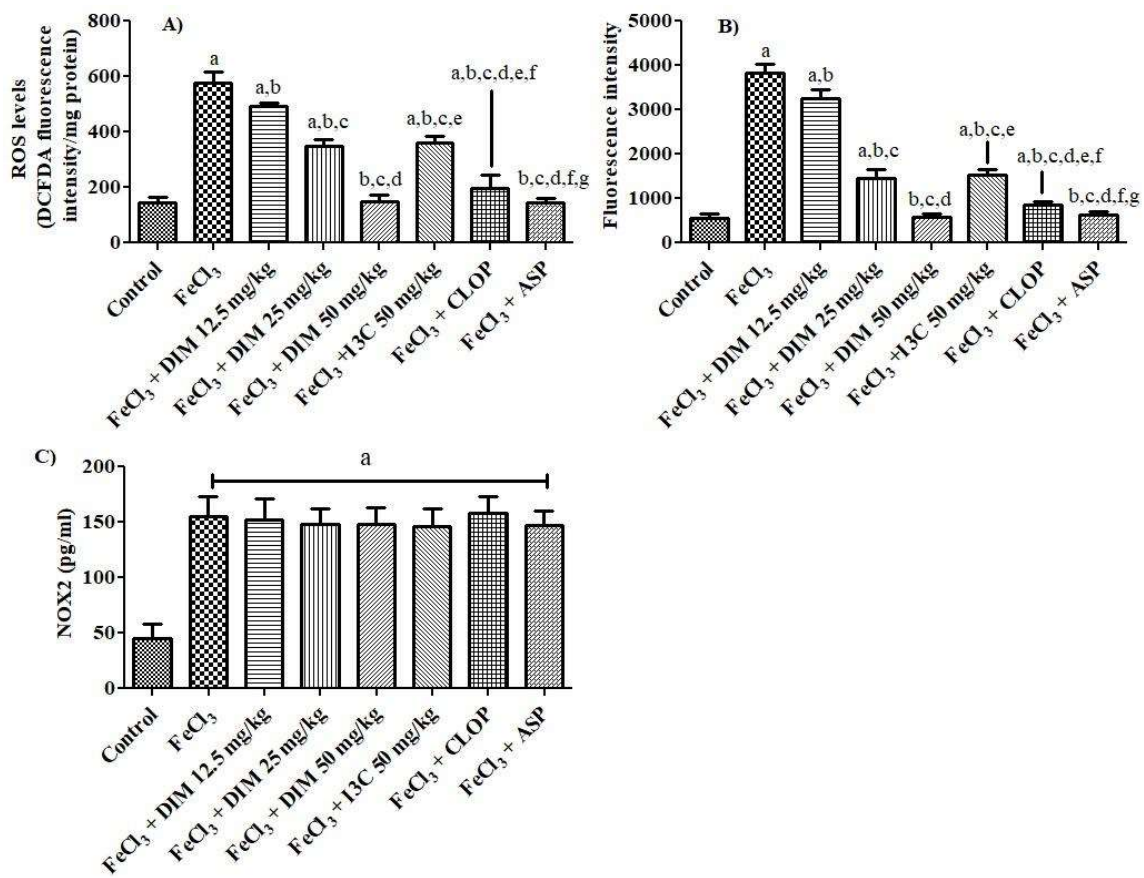 A)
ROS levels
(DCFDA fluorescence
intensity/mg protein)
800
600
400
200
0
a
a,b
a,b,c
b,c,d
a,b,c,e
a,b,c,d,e,f
b,c,d,f,g
Control
FeCl₃
FeCl₃ + DIM 12.5 mg/kg
FeCl₃ + DIM 25 mg/kg
FeCl₃ + DIM 50 mg/kg
FeCl₃ +I3C 50 mg/kg
FeCl₃ + CLOP
FeCl₃ + ASP
B)
Fluorescence intensity
5000
4000
3000
2000
1000
0
a
a,b
a,b,c
b,c,d
a,b,c,e
a,b,c,d,e,f
b,c,d,f,g
Control
FeCl₃
FeCl₃ + DIM 12.5 mg/kg
FeCl₃ + DIM 25 mg/kg
FeCl₃ + DIM 50 mg/kg
FeCl₃ +I3C 50 mg/kg
FeCl₃ + CLOP
FeCl₃ + ASP
C)
NOX2 (pg/ml)
200
150
100
50
0
a
Control
FeCl₃
FeCl₃ + DIM 12.5 mg/kg
FeCl₃ + DIM 25 mg/kg
FeCl₃ + DIM 50 mg/kg
FeCl₃ + I3C 50 mg/kg
FeCl₃ + CLOP
FeCl₃ + ASP